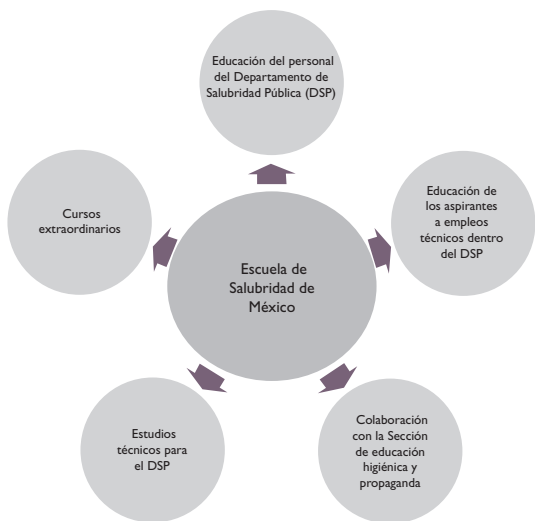 Educación del personal
del Departamento de
Salubridad Pública (DSP)
Cursos
extraordinarios
Educación de
los aspirantes
a empleos
técnicos dentro
del DSP
Escuela de
Salubridad de
México
Estudios
técnicos para
el DSP
Colaboración
con la Sección
de educación
higiénica y
propaganda